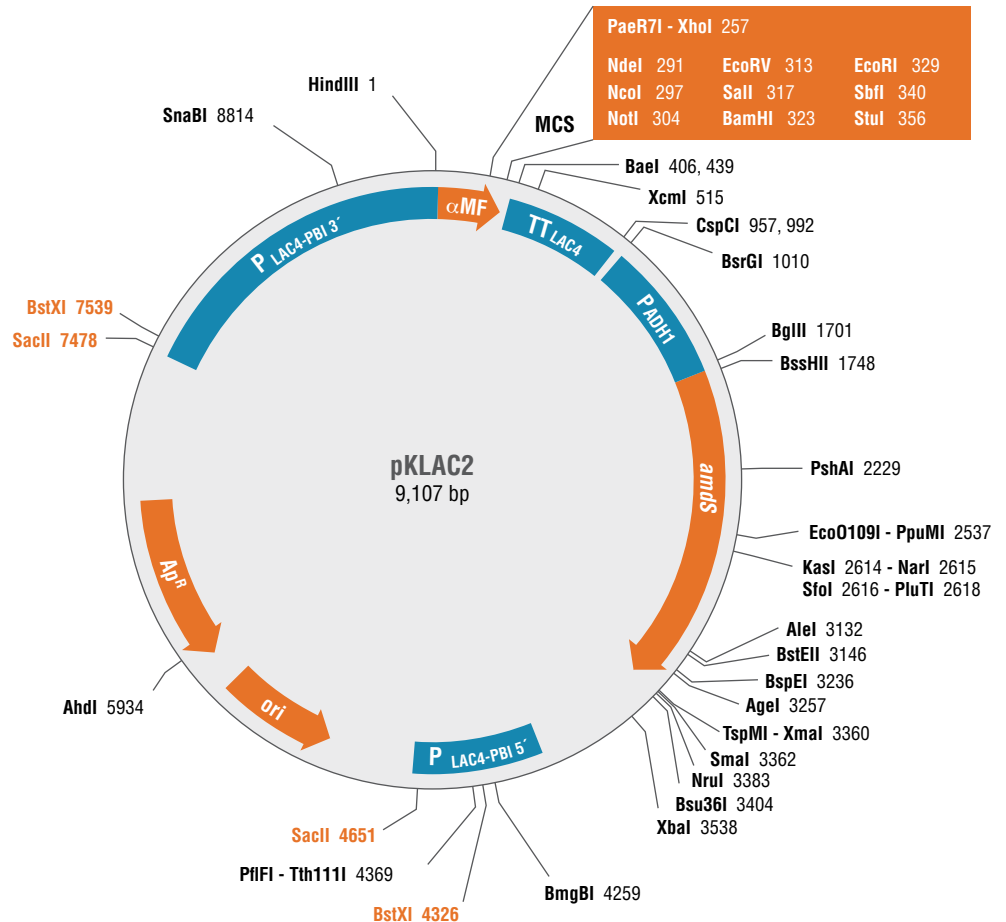 PaeR7I - XhoI 257
NdeI 291 EcoRV 313 EcoRI 329
NcoI 297 SalI 317 SbfI 340
NotI 304 BamHI 323 StuI 356
HindIII 1
SnaBI 8814
MCS
BaeI 406, 439
XcmI 515
CspCI 957, 992
BsrGI 1010
αMF
TT LAC4
P LAC4-PBI 3´
P ADH1
BstXI 7539
SacII 7478
BglII 1701
BssHII 1748
pKLAC2
9,107 bp
PshAI 2229
amdS
EcoO109I - PpuMI 2537
KasI 2614 - NarI 2615
SfoI 2616 - PluTI 2618
Ap R
AleI 3132
BstEII 3146
BspEI 3236
AgeI 3257
AhdI 5934
ori
TspMI - XmaI 3360
SmaI 3362
NruI 3383
Bsu36I 3404
XbaI 3538
P LAC4-PBI 5´
SacII 4651
PflFI - Tth111I 4369
BmgBI 4259
BstXI 4326